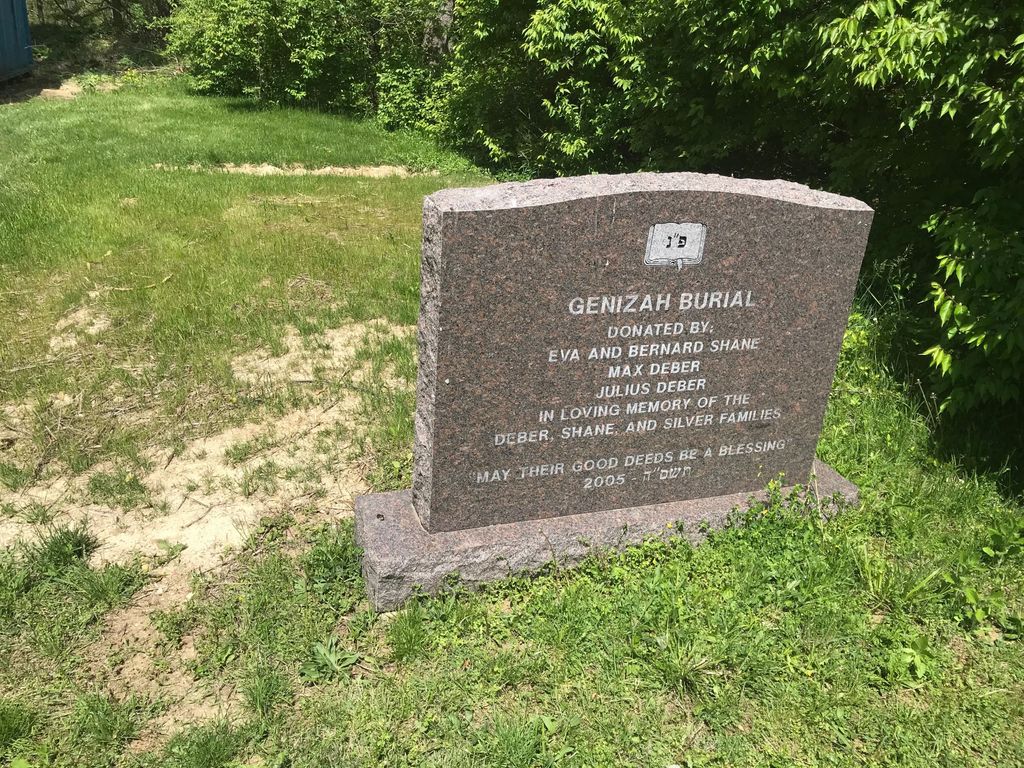 פ"נ
GENIZAH BURIAL
DONATED BY:
EVA AND BERNARD SHANE
MAX DEBER
JULIUS DEBER
IN LOVING MEMORY OF THE
DEBER, SHANE, AND SILVER FAMILIES
"MAY THEIR GOOD DEEDS BE A BLESSING"
2005 - תשס"ה